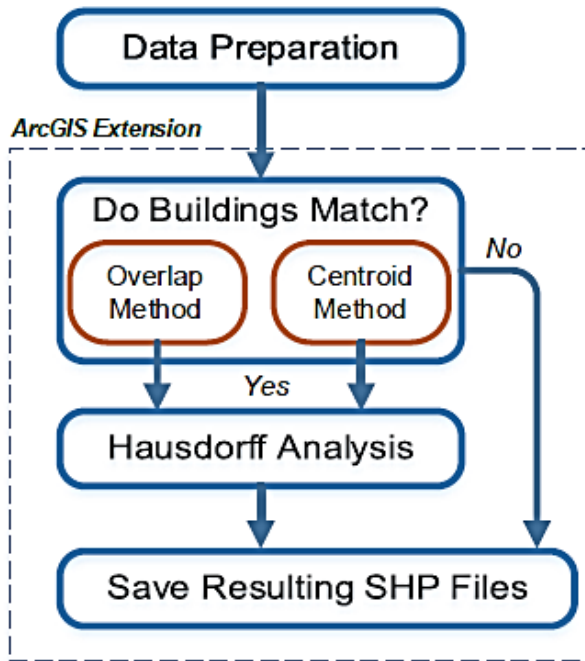 Data Preparation
ArcGIS Extension
Do Buildings Match?
Overlap
Method
Centroid
Method
No
Yes
Hausdorff Analysis
Save Resulting SHP Files